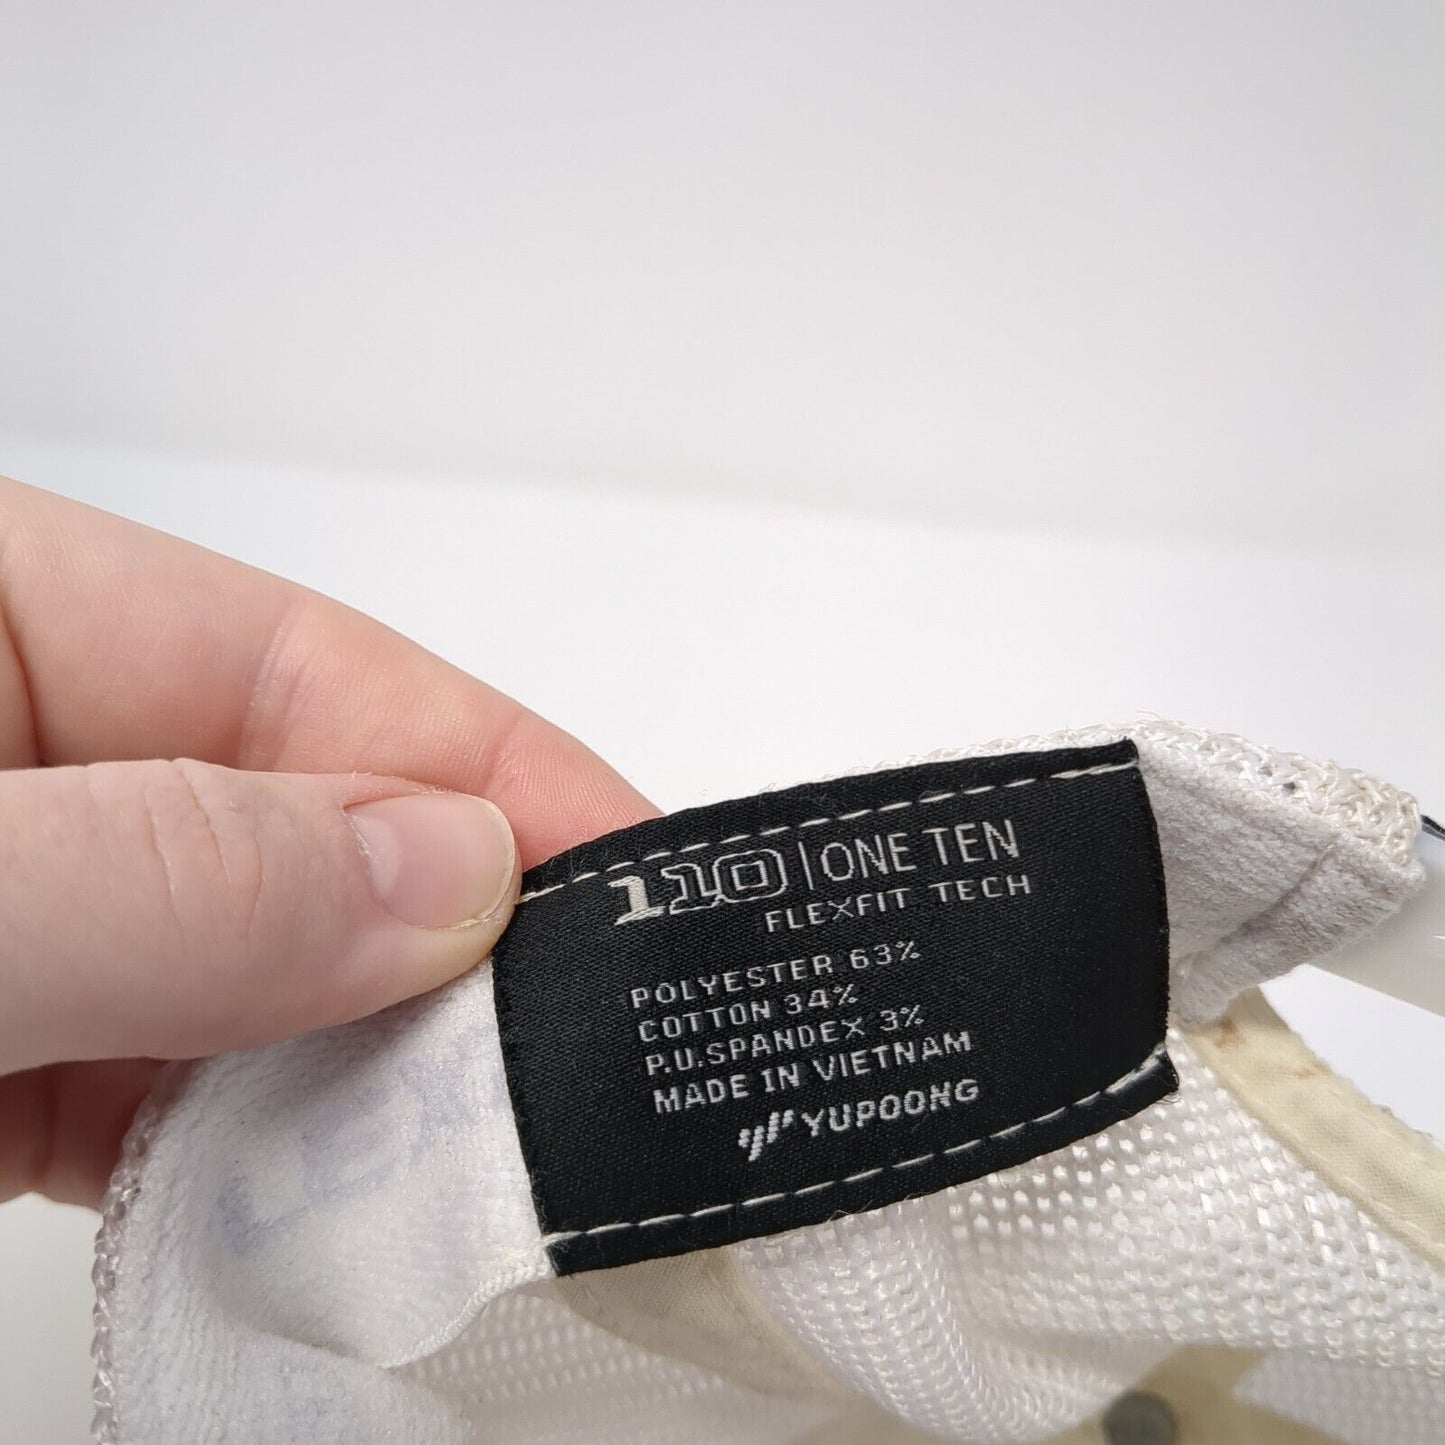 110 | ONE TEN
FLEXFIT TECH
POLYESTER 63%
COTTON 34%
P.U.SPANDEX 3%
MADE IN VIETNAM
YUPOONG